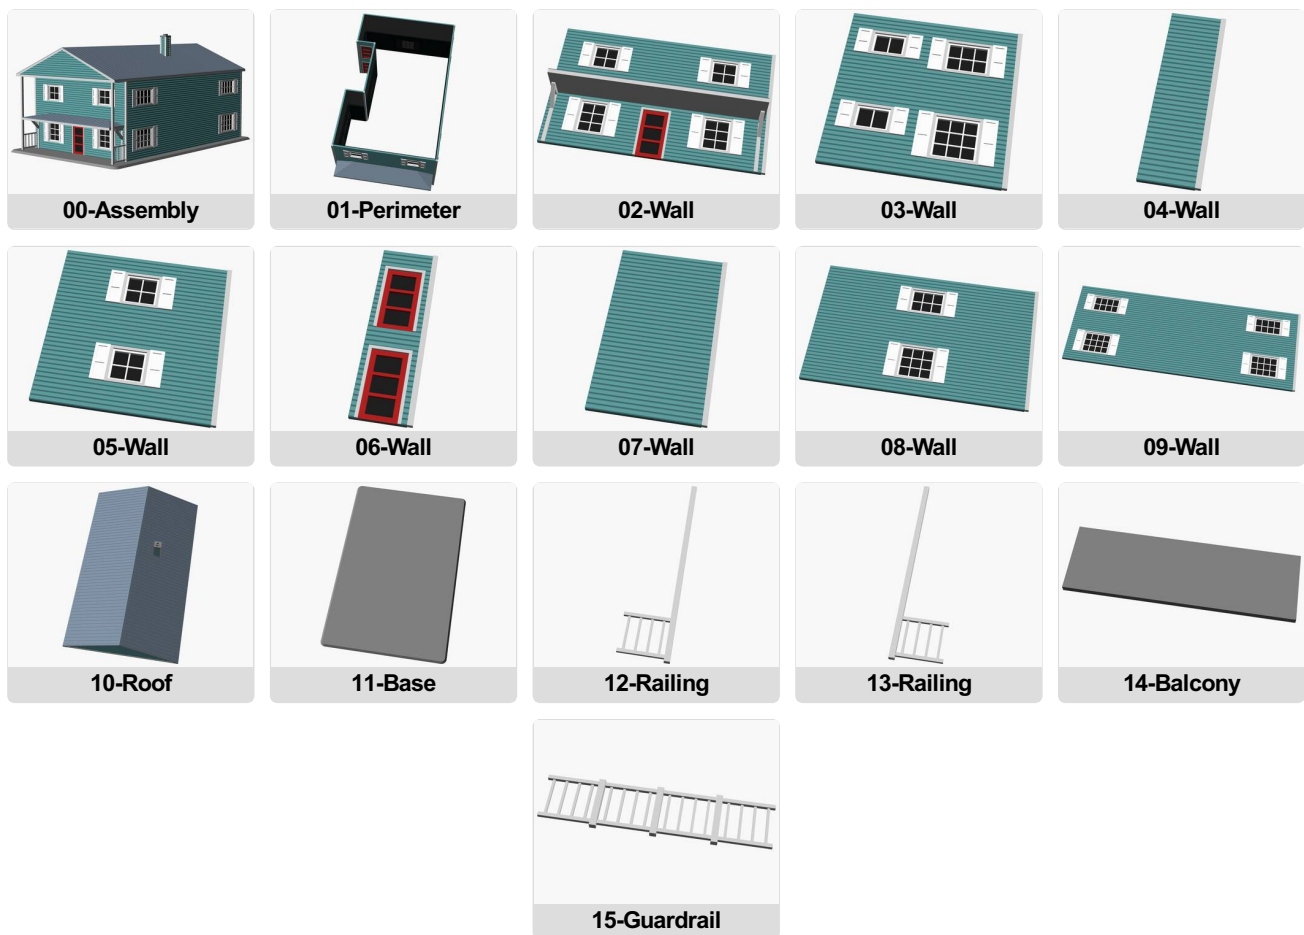 00-Assembly
01-Perimeter
02-Wall
03-Wall
04-Wall
05-Wall
06-Wall
07-Wall
08-Wall
09-Wall
10-Roof
11-Base
12-Railing
13-Railing
14-Balcony
15-Guardrail